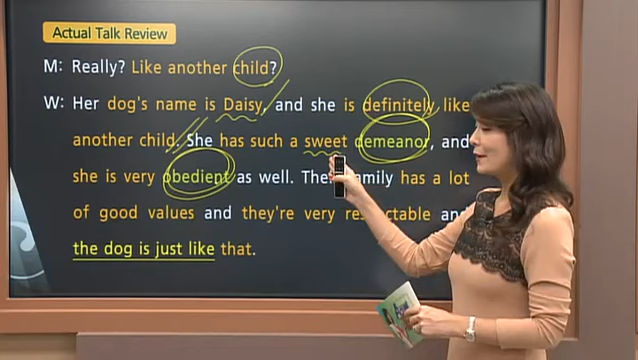 Actual Talk Review
M: Really? Like another child?
W: Her dog's name is Daisy, and she is definitely like
another child. She has such a sweet demeanor, and
she is very obedient as well. Their family has a lot
of good values and they're very respectable and
the dog is just like that.